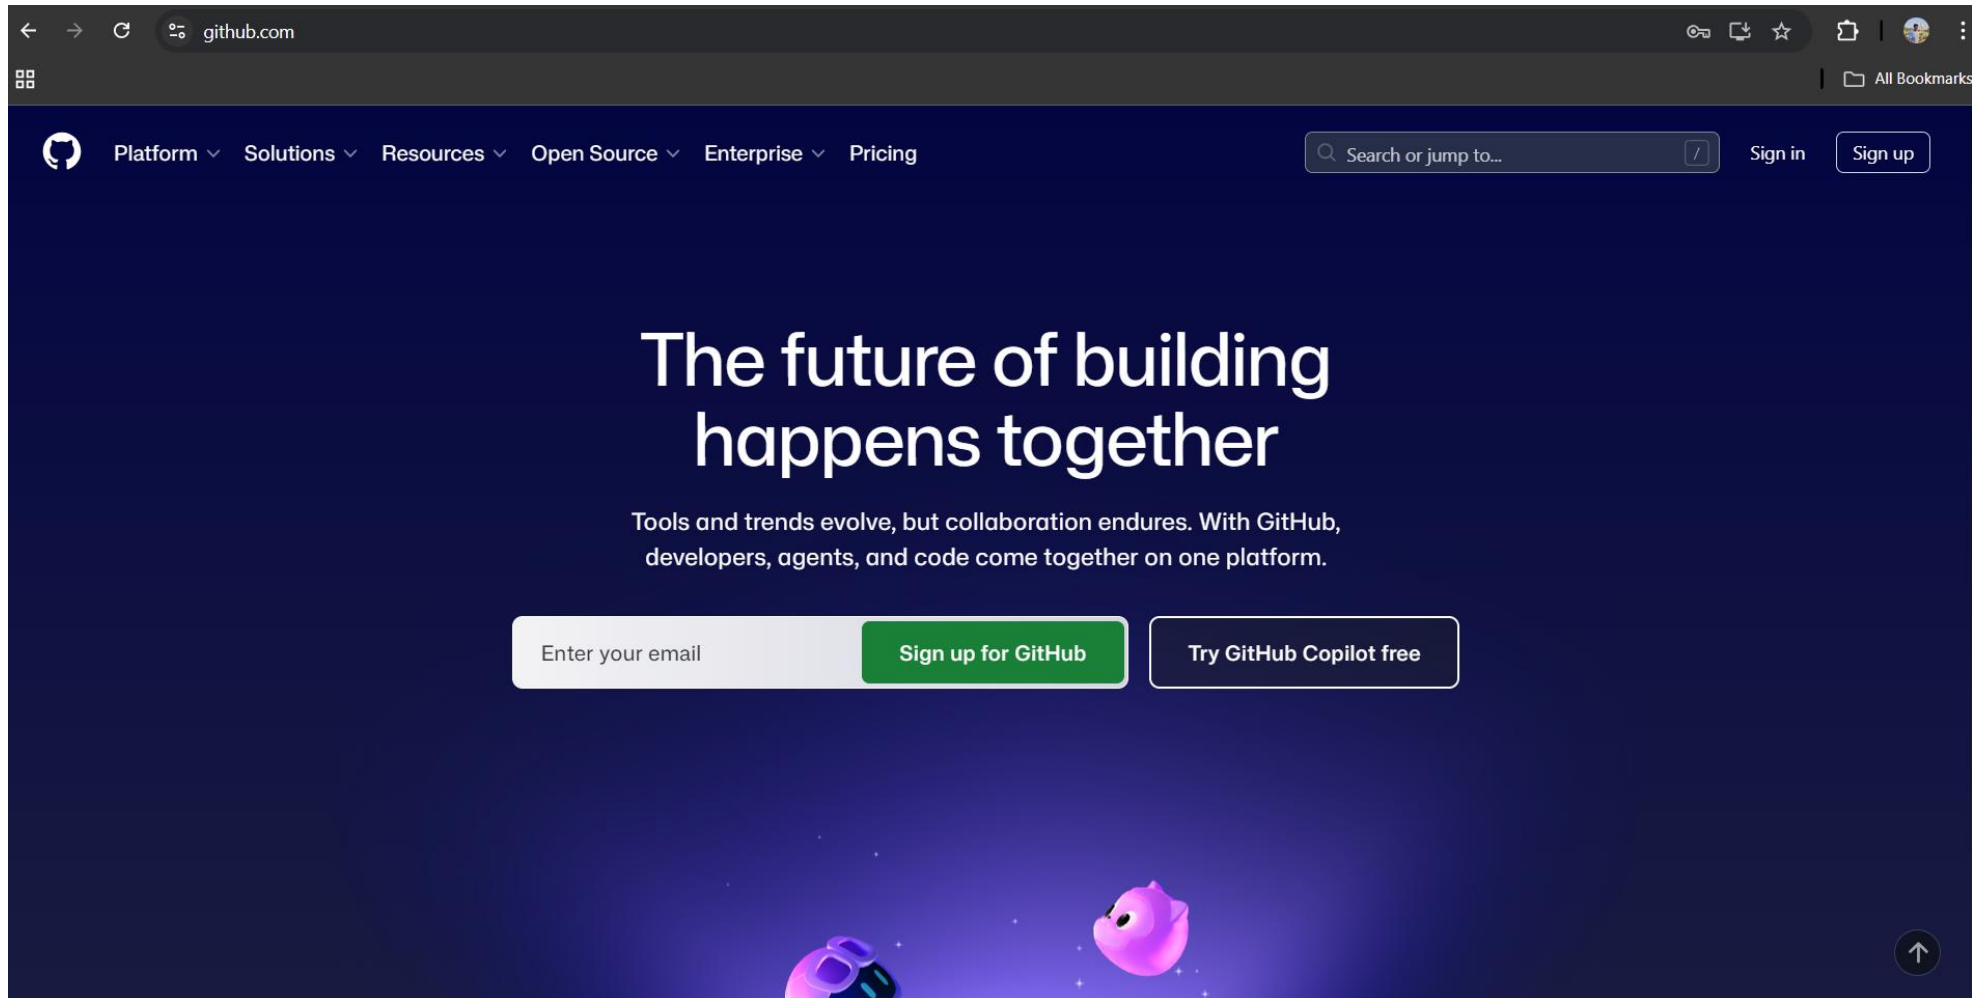 github.com
All Bookmarks
Platform Solutions Resources Open Source Enterprise Pricing Search or jump to... / Sign in Sign up
The future of building
happens together
Tools and trends evolve, but collaboration endures. With GitHub,
developers, agents, and code come together on one platform.
Enter your email Sign up for GitHub Try GitHub Copilot free